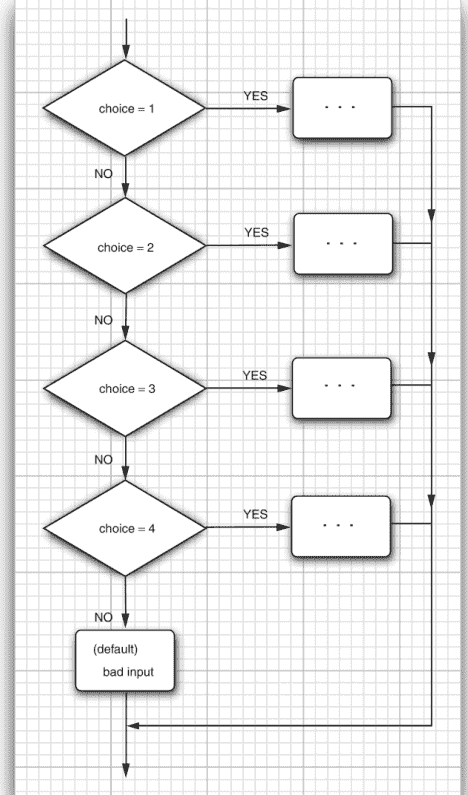 choice = 1
YES
. . .
NO
choice = 2
YES
. . .
NO
choice = 3
YES
. . .
NO
choice = 4
YES
. . .
NO
(default)
bad input